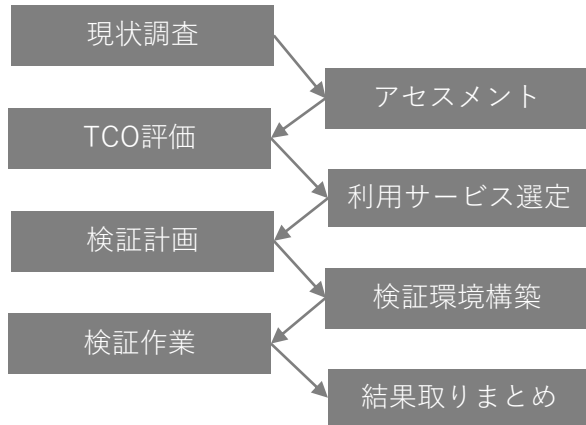 現状調査
アセスメント
TCO評価
利用サービス選定
検証計画
検証環境構築
検証作業
結果取りまとめ